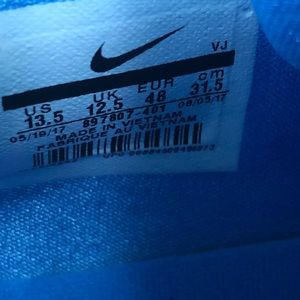 VJ
US UK EUR cm
13.5 12.5 48 31.5
05/19/17 897807-401 08/05/17
MADE IN VIETNAM
FABRIQUE AU VIETNAM